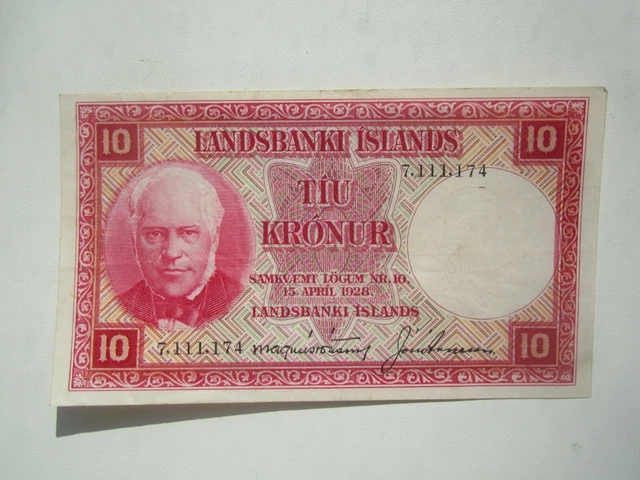 10 LANDSBANKI ÍSLANDS 10
7.111.174
TÍU
KRÓNUR
SAMKVÆMT LÖGUM NR. 10,
15. APRÍL 1928
LANDSBANKI ÍSLANDS
10 7.111.174 10